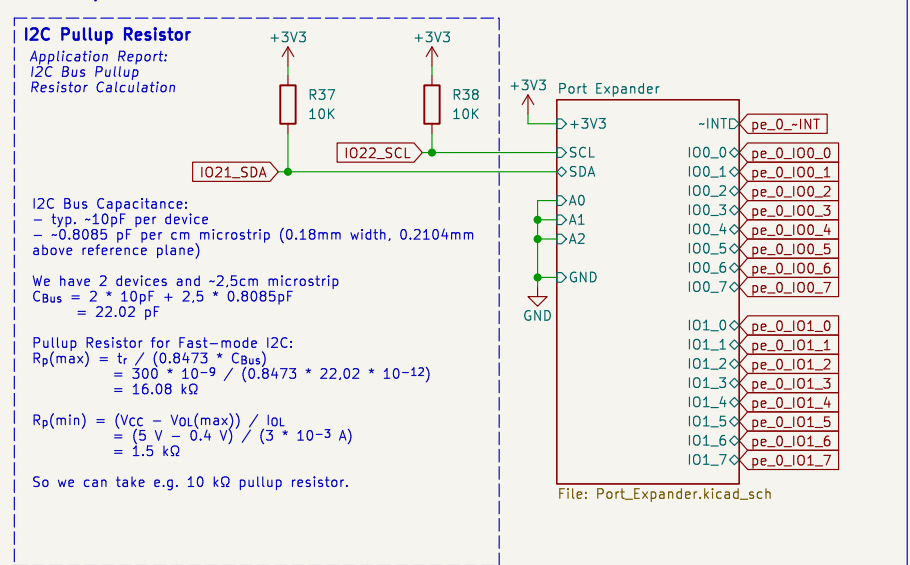 I2C Pullup Resistor
Application Report:
I2C Bus Pullup
Resistor Calculation
+3V3
+3V3
R37
10K
R38
10K
IO22_SCL
IO21_SDA
I2C Bus Capacitance:
– typ. ~10pF per device
– ~0.8085 pF per cm microstrip (0.18mm width, 0.2104mm
above reference plane)
We have 2 devices and ~2,5cm microstrip
CBus = 2 * 10pF + 2,5 * 0.8085pF
= 22.02 pF
Pullup Resistor for Fast–mode I2C:
Rp(max) = tr / (0.8473 * CBus)
= 300 * 10–9 / (0.8473 * 22,02 * 10–12)
= 16.08 kΩ
Rp(min) = (VCC – VOL(max)) / IOL
= (5 V – 0.4 V) / (3 * 10–3 A)
= 1.5 kΩ
So we can take e.g. 10 kΩ pullup resistor.
+3V3
Port Expander
+3V3
SCL
SDA
A0
A1
A2
GND
GND
~INT pe_0_~INT
IO0_0 pe_0_IO0_0
IO0_1 pe_0_IO0_1
IO0_2 pe_0_IO0_2
IO0_3 pe_0_IO0_3
IO0_4 pe_0_IO0_4
IO0_5 pe_0_IO0_5
IO0_6 pe_0_IO0_6
IO0_7 pe_0_IO0_7
IO1_0 pe_0_IO1_0
IO1_1 pe_0_IO1_1
IO1_2 pe_0_IO1_2
IO1_3 pe_0_IO1_3
IO1_4 pe_0_IO1_4
IO1_5 pe_0_IO1_5
IO1_6 pe_0_IO1_6
IO1_7 pe_0_IO1_7
File: Port_Expander.kicad_sch